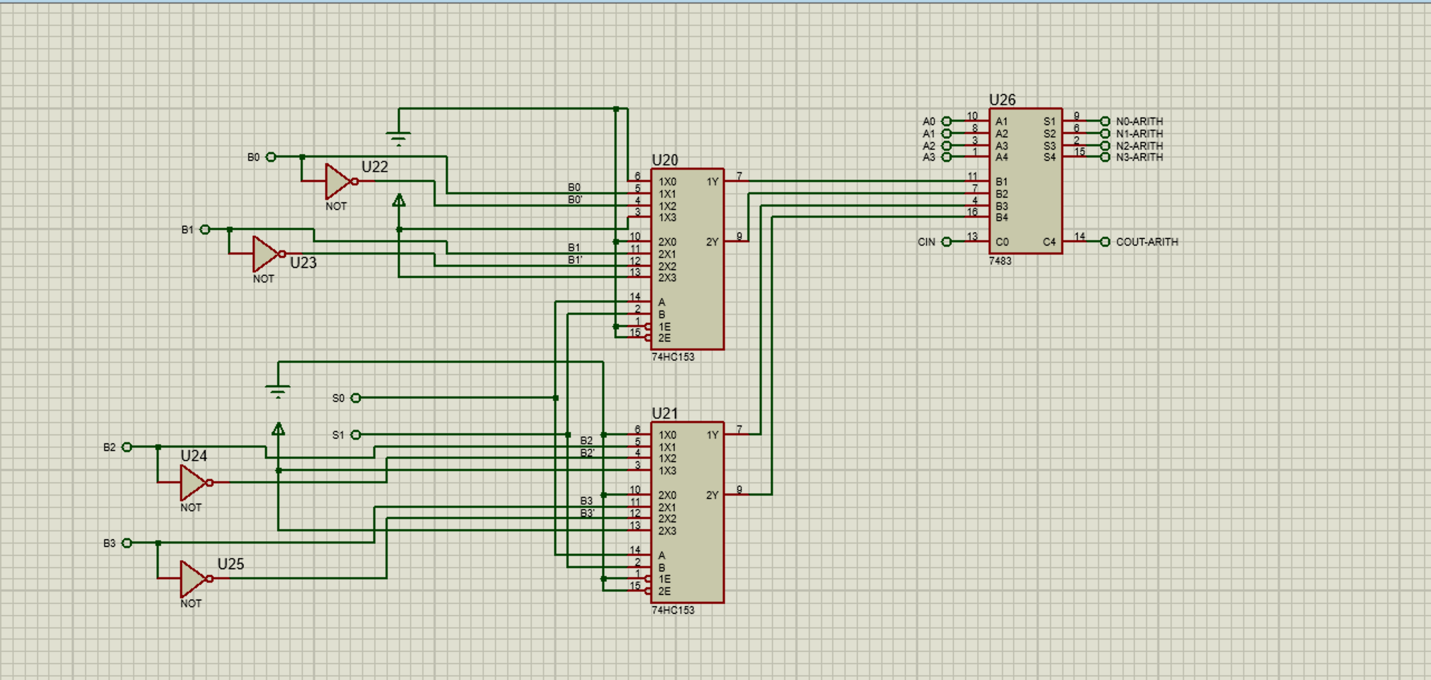 U26
A0 10 A1 S1 9 N0-ARITH
A1 8 A2 S2 6 N1-ARITH
A2 3 A3 S3 2 N2-ARITH
A3 1 A4 S4 15 N3-ARITH
11 B1
7 B2
4 B3
16 B4
CIN 13 C0 C4 14 COUT-ARITH
7483
B0
U22
NOT
U20
6 1X0 1Y 7
B0 5 1X1
B0' 4 1X2
3 1X3
B1
U23
NOT
10 2X0 2Y 9
B1 11 2X1
B1' 12 2X2
13 2X3
14 A
2 B
1 1E
15 2E
74HC153
S0
S1
U21
6 1X0 1Y 7
B2 5 1X1
B2' 4 1X2
3 1X3
B2
U24
NOT
10 2X0 2Y 9
B3 11 2X1
B3' 12 2X2
13 2X3
B3
U25
NOT
14 A
2 B
1 1E
15 2E
74HC153